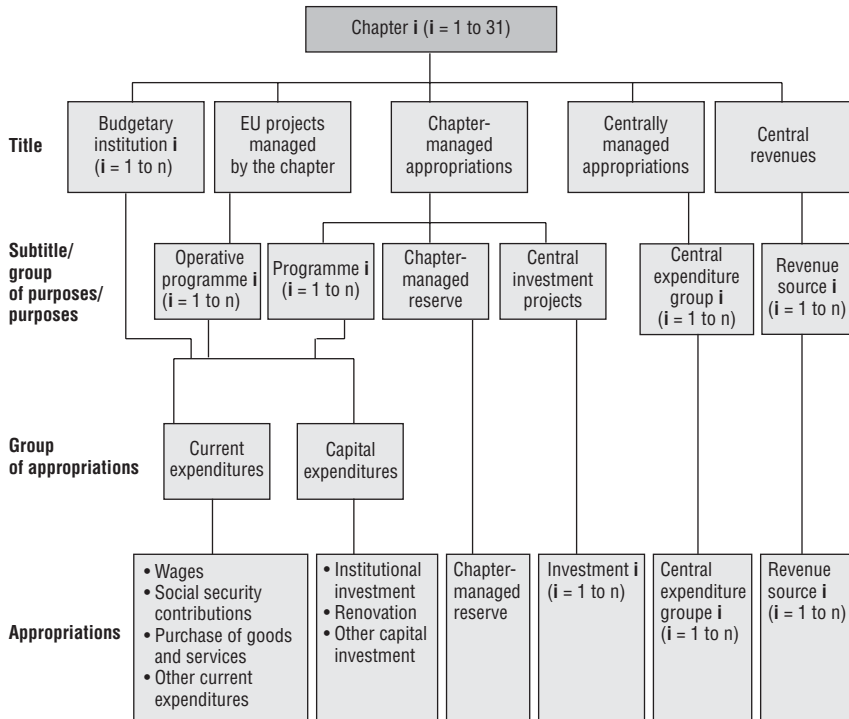 Chapter i (i = 1 to 31)
Title
Budgetary
institution i
(i = 1 to n)
EU projects
managed
by the chapter
Chapter-
managed
appropriations
Centrally
managed
appropriations
Central
revenues
Subtitle/
group
of purposes/
purposes
Operative
programme i
(i = 1 to n)
Programme i
(i = 1 to n)
Chapter-
managed
reserve
Central
investment
projects
Central
expenditure
group i
(i = 1 to n)
Revenue
source i
(i = 1 to n)
Group
of appropriations
Current
expenditures
Capital
expenditures
Appropriations
• Wages
• Social security
contributions
• Purchase of goods
and services
• Other current
expenditures
• Institutional
investment
• Renovation
• Other capital
investment
Chapter-
managed
reserve
Investment i
(i = 1 to n)
Central
expenditure
groupe i
(i = 1 to n)
Revenue
source i
(i = 1 to n)